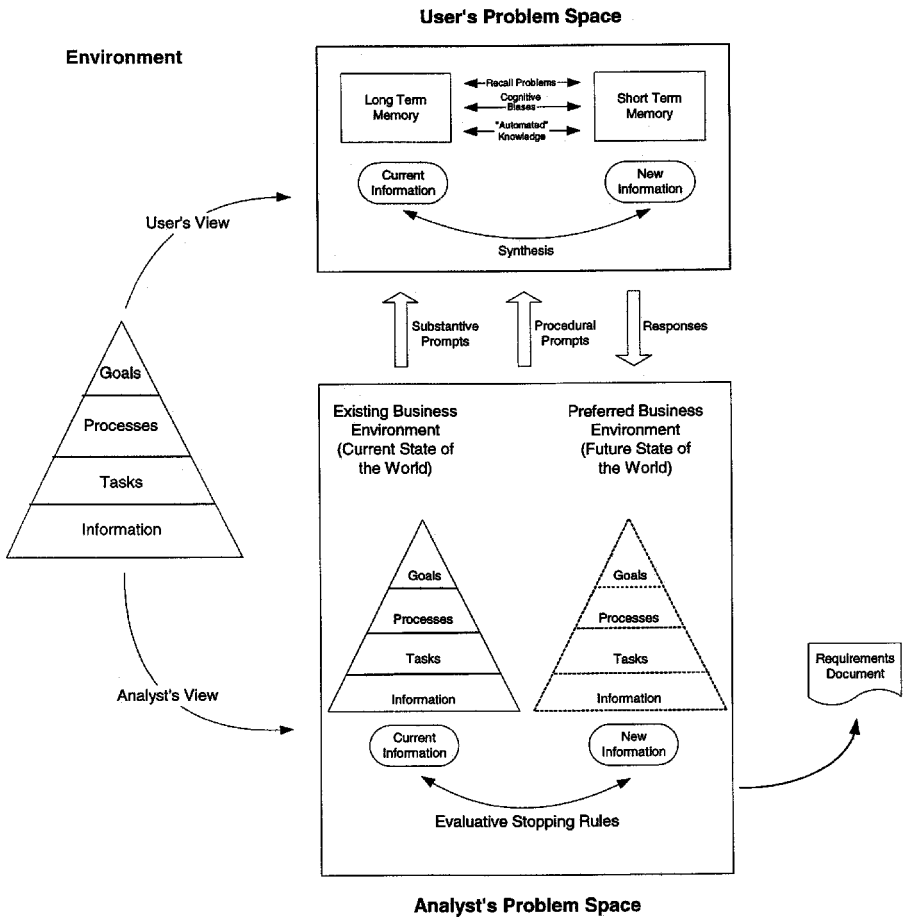 User's Problem Space
Environment
Long Term
Memory
Recall Problems
Cognitive
Biases
"Automated"
Knowledge
Short Term
Memory
Current
Information
New
Information
Synthesis
User's View
Substantive
Prompts
Procedural
Prompts
Responses
Goals
Processes
Tasks
Information
Existing Business
Environment
(Current State of
the World)
Preferred Business
Environment
(Future State of
the World)
Goals
Processes
Tasks
Information
Goals
Processes
Tasks
Information
Analyst's View
Current
Information
New
Information
Evaluative Stopping Rules
Requirements
Document
Analyst's Problem Space